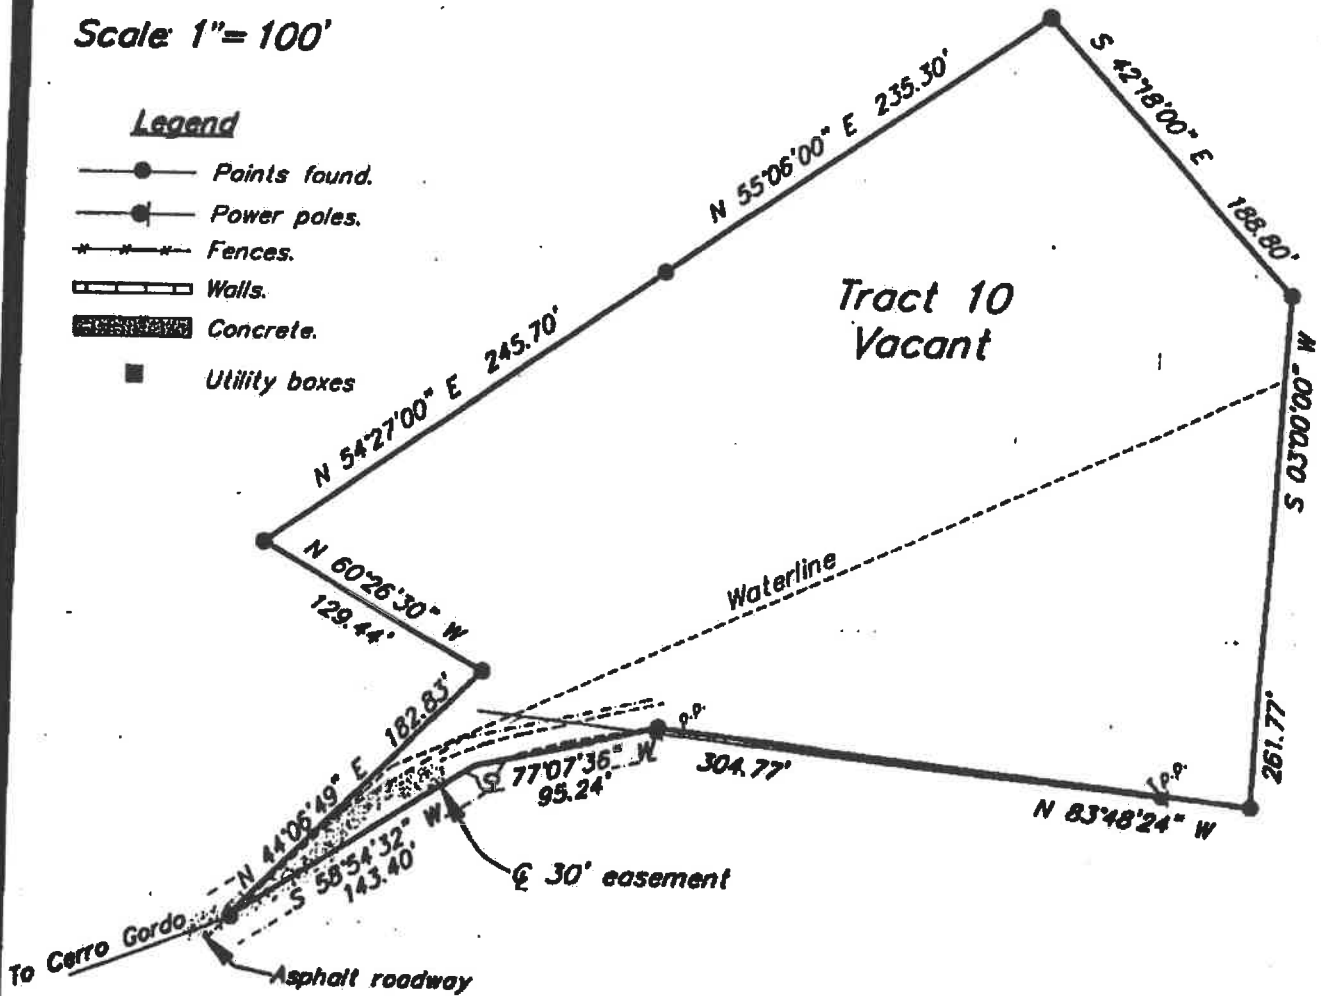 Scale: 1"= 100'
Legend
Points found.
Power poles.
Fences.
Walls.
Concrete.
Utility boxes
N 55°06'00" E 235.30'
S 42°18'00" E 188.80'
N 54°27'00" E 245.70'
Tract 10
Vacant
S 03°00'00" W
261.77'
N 60°26'30" W
129.44'
Waterline
N 44°06'49" E 182.83'
p.p.
304.77'
p.p.
N 83°48'24" W
S 77°07'36" W
95.24'
S 58°54'32" W
143.40'
℄ 30' easement
To Cerro Gordo
Asphalt roadway